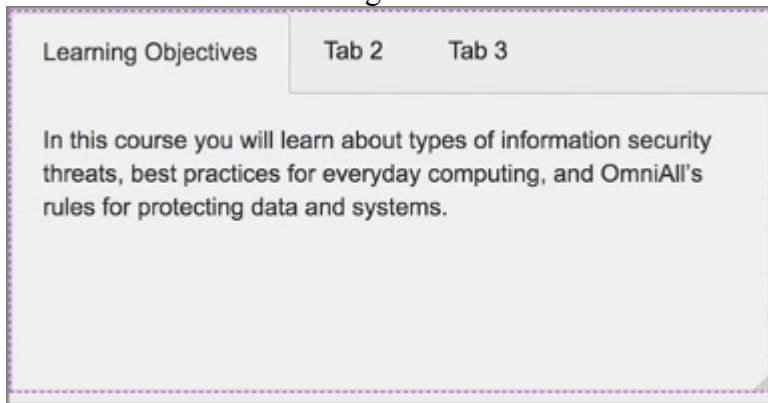 Learning Objectives Tab 2 Tab 3
In this course you will learn about types of information security
threats, best practices for everyday computing, and OmniAll’s
rules for protecting data and systems.